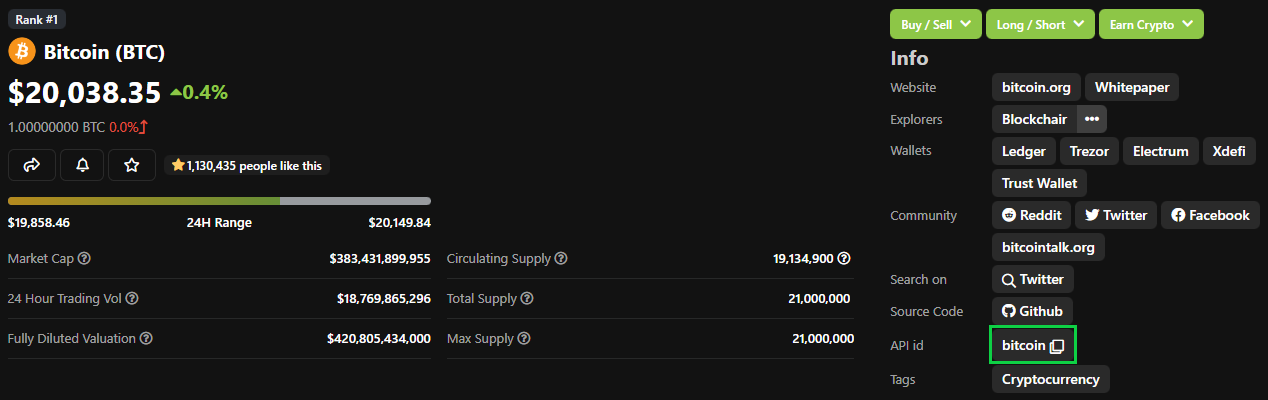 Rank #1
Bitcoin (BTC)
$20,038.35 0.4%
1.00000000 BTC 0.0%
1,130,435 people like this
$19,858.46 24H Range $20,149.84
Market Cap $383,431,899,955
24 Hour Trading Vol $18,769,865,296
Fully Diluted Valuation $420,805,434,000
Circulating Supply 19,134,900
Total Supply 21,000,000
Max Supply 21,000,000
Buy / Sell Long / Short Earn Crypto
Info
Website bitcoin.org Whitepaper
Explorers Blockchair •••
Wallets Ledger Trezor Electrum Xdefi
Trust Wallet
Community Reddit Twitter Facebook
bitcointalk.org
Search on Twitter
Source Code Github
API id bitcoin
Tags Cryptocurrency